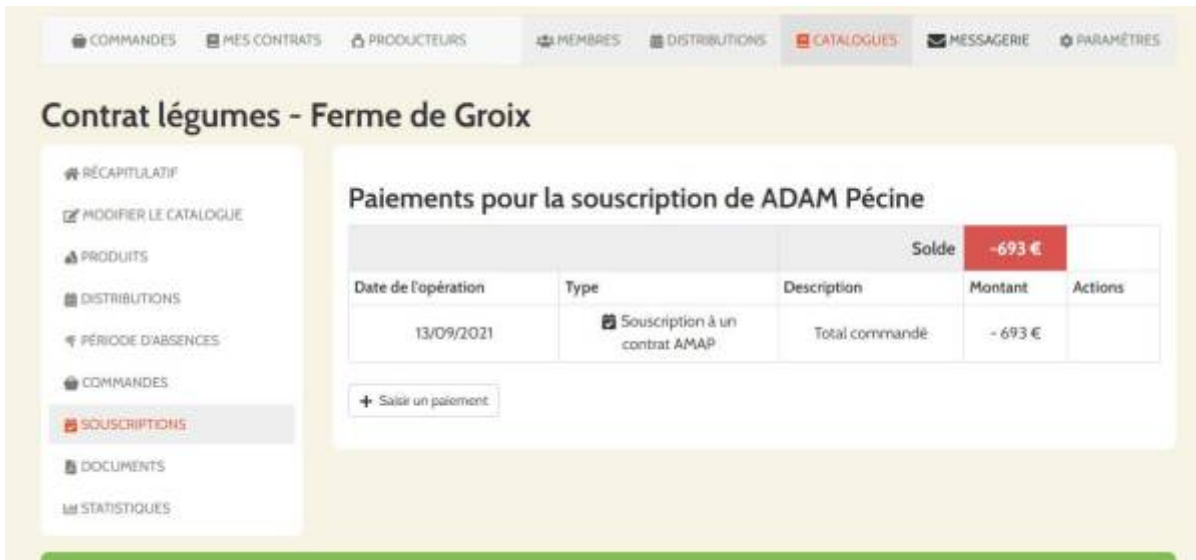 COMMANDES MES CONTRATS PRODUCTEURS MEMBRES DISTRIBUTIONS CATALOGUES MESSAGERIE PARAMÈTRES
Contrat légumes - Ferme de Groix
RÉCAPITULATIF
MODIFIER LE CATALOGUE
PRODUITS
DISTRIBUTIONS
PÉRIODE D'ABSENCES
COMMANDES
SOUSCRIPTIONS
DOCUMENTS
STATISTIQUES
Paiements pour la souscription de ADAM Pécine
Solde -693 €
Date de l'opération Type Description Montant Actions
13/09/2021 Souscription à un contrat AMAP Total commandé - 693 €
+ Saisir un paiement